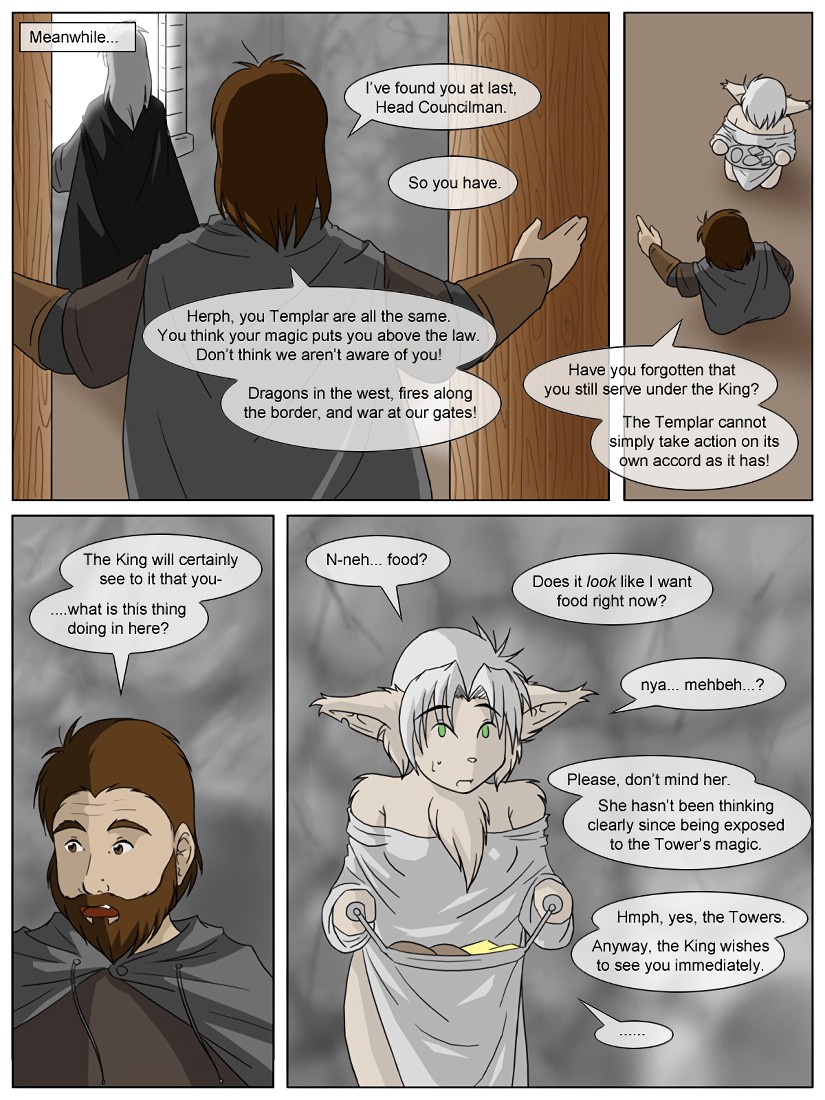 Meanwhile...
I've found you at last,
Head Councilman.
So you have.
Herph, you Templar are all the same.
You think your magic puts you above the law.
Don't think we aren't aware of you!
Dragons in the west, fires along
the border, and war at our gates!
Have you forgotten that
you still serve under the King?
The Templar cannot
simply take action on its
own accord as it has!
The King will certainly
see to it that you-
....what is this thing
doing in here?
N-neh... food?
Does it look like I want
food right now?
nya... mehbeh...?
Please, don't mind her.
She hasn't been thinking
clearly since being exposed
to the Tower's magic.
Hmph, yes, the Towers.
Anyway, the King wishes
to see you immediately.
......